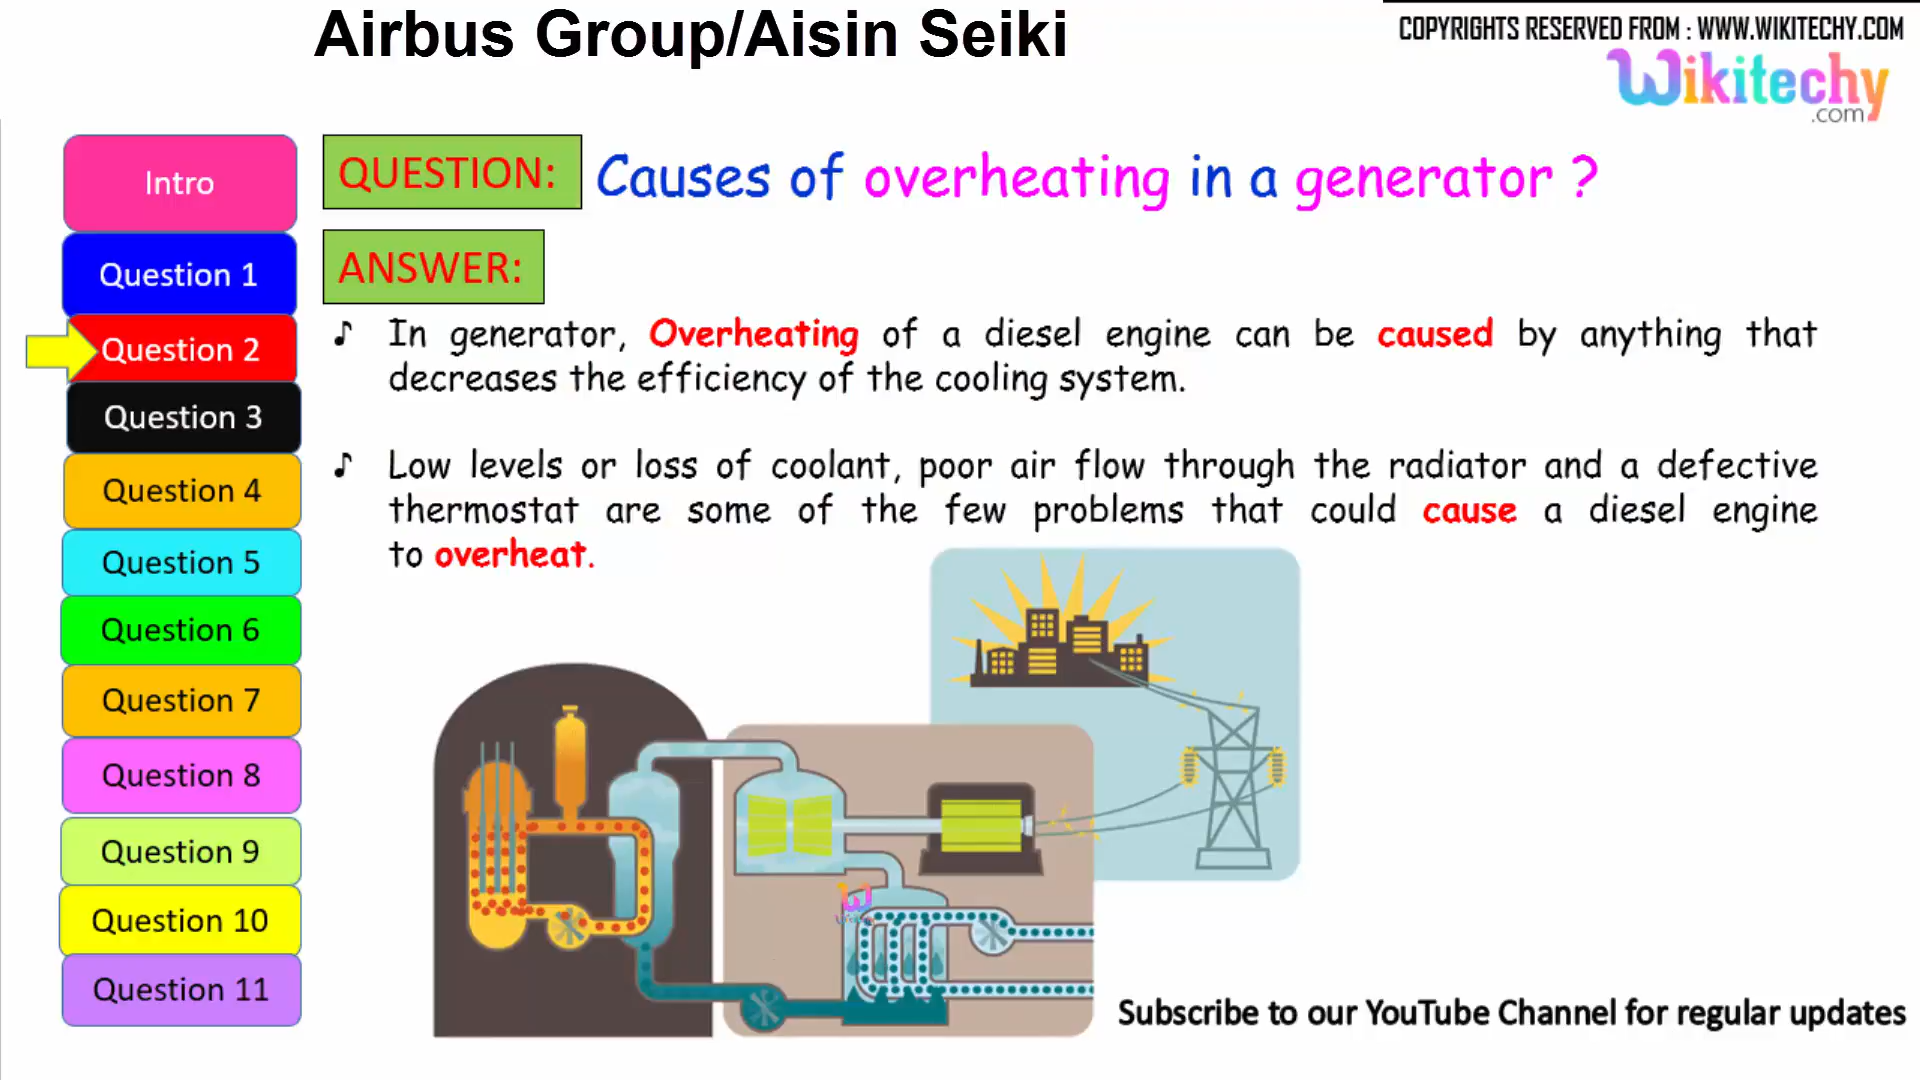 Airbus Group/Aisin Seiki
COPYRIGHTS RESERVED FROM : WWW.WIKITECHY.COM
Wikitechy
.com
Intro
Question 1
Question 2
Question 3
Question 4
Question 5
Question 6
Question 7
Question 8
Question 9
Question 10
Question 11
QUESTION: Causes of overheating in a generator ?
ANSWER:
♪ In generator, Overheating of a diesel engine can be caused by anything that
decreases the efficiency of the cooling system.
♪ Low levels or loss of coolant, poor air flow through the radiator and a defective
thermostat are some of the few problems that could cause a diesel engine
to overheat.
Subscribe to our YouTube Channel for regular updates